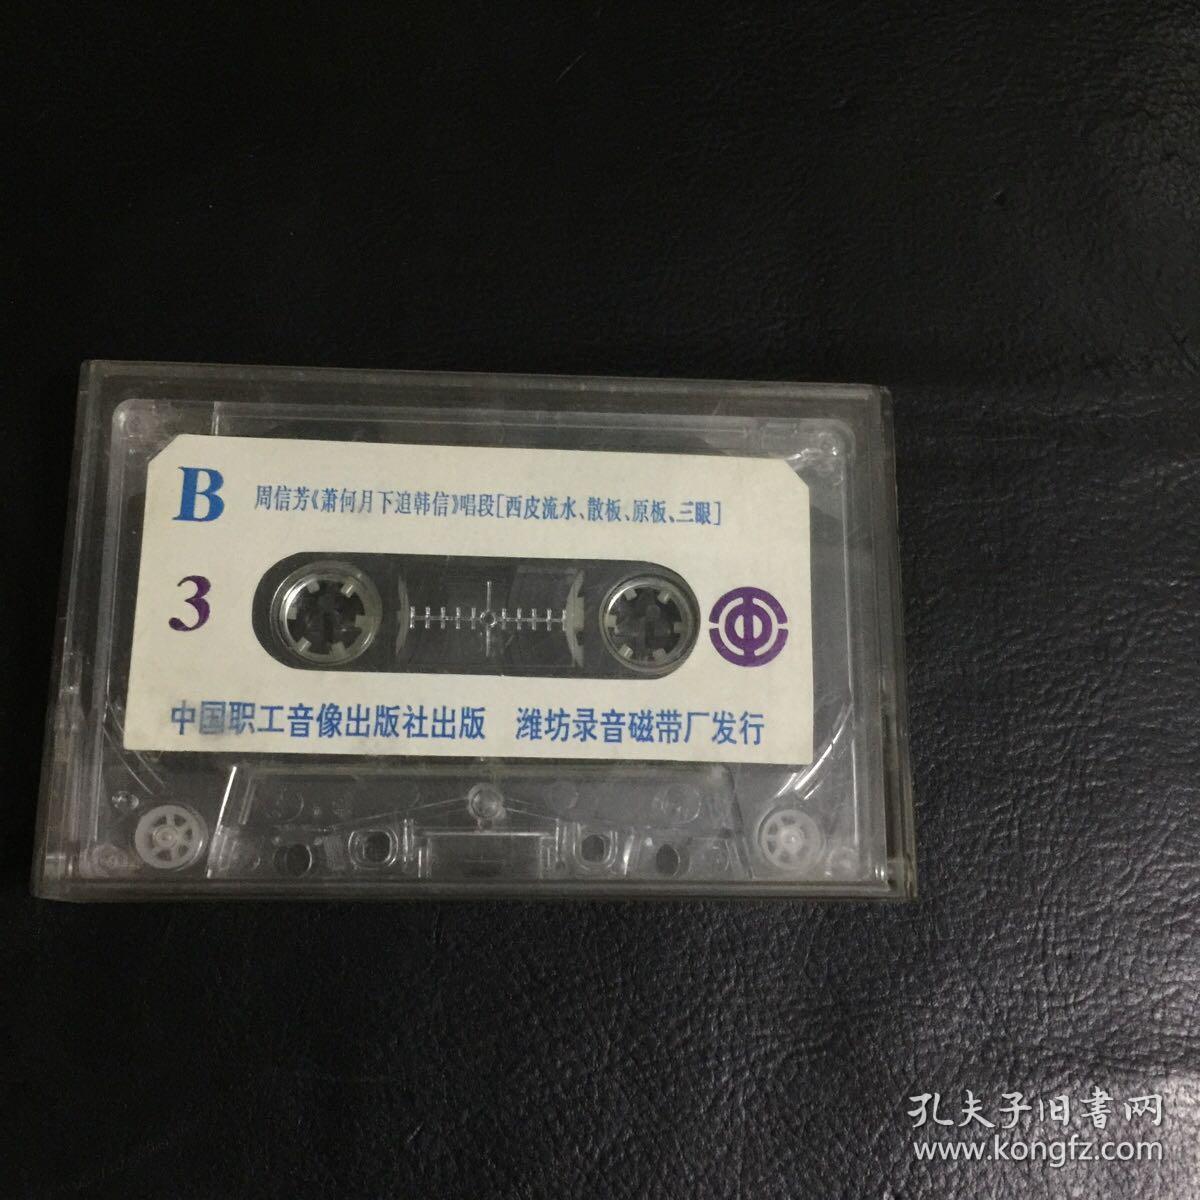 B
周信芳《萧何月下追韩信》唱段[西皮流水、散板、原板、三眼]
3
中国职工音像出版社出版 潍坊录音磁带厂发行
孔夫子旧書网
www.kongfz.com